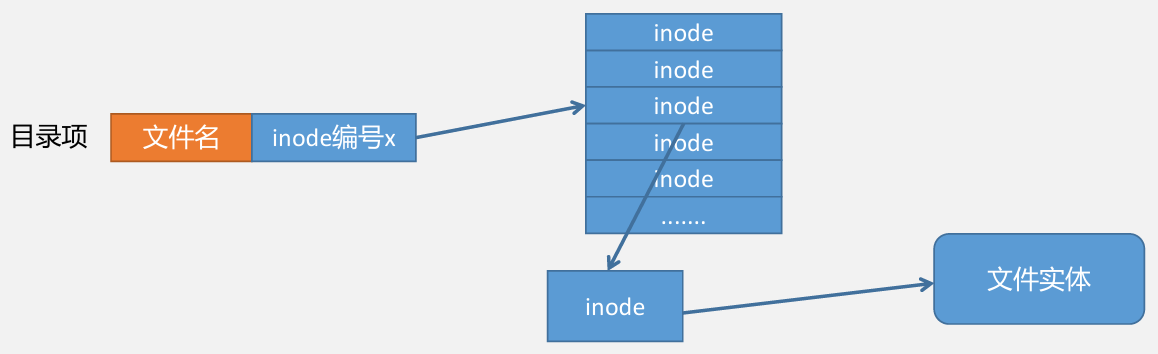 目录项
文件名
inode编号x
inode
inode
inode
inode
inode
.......
inode
文件实体